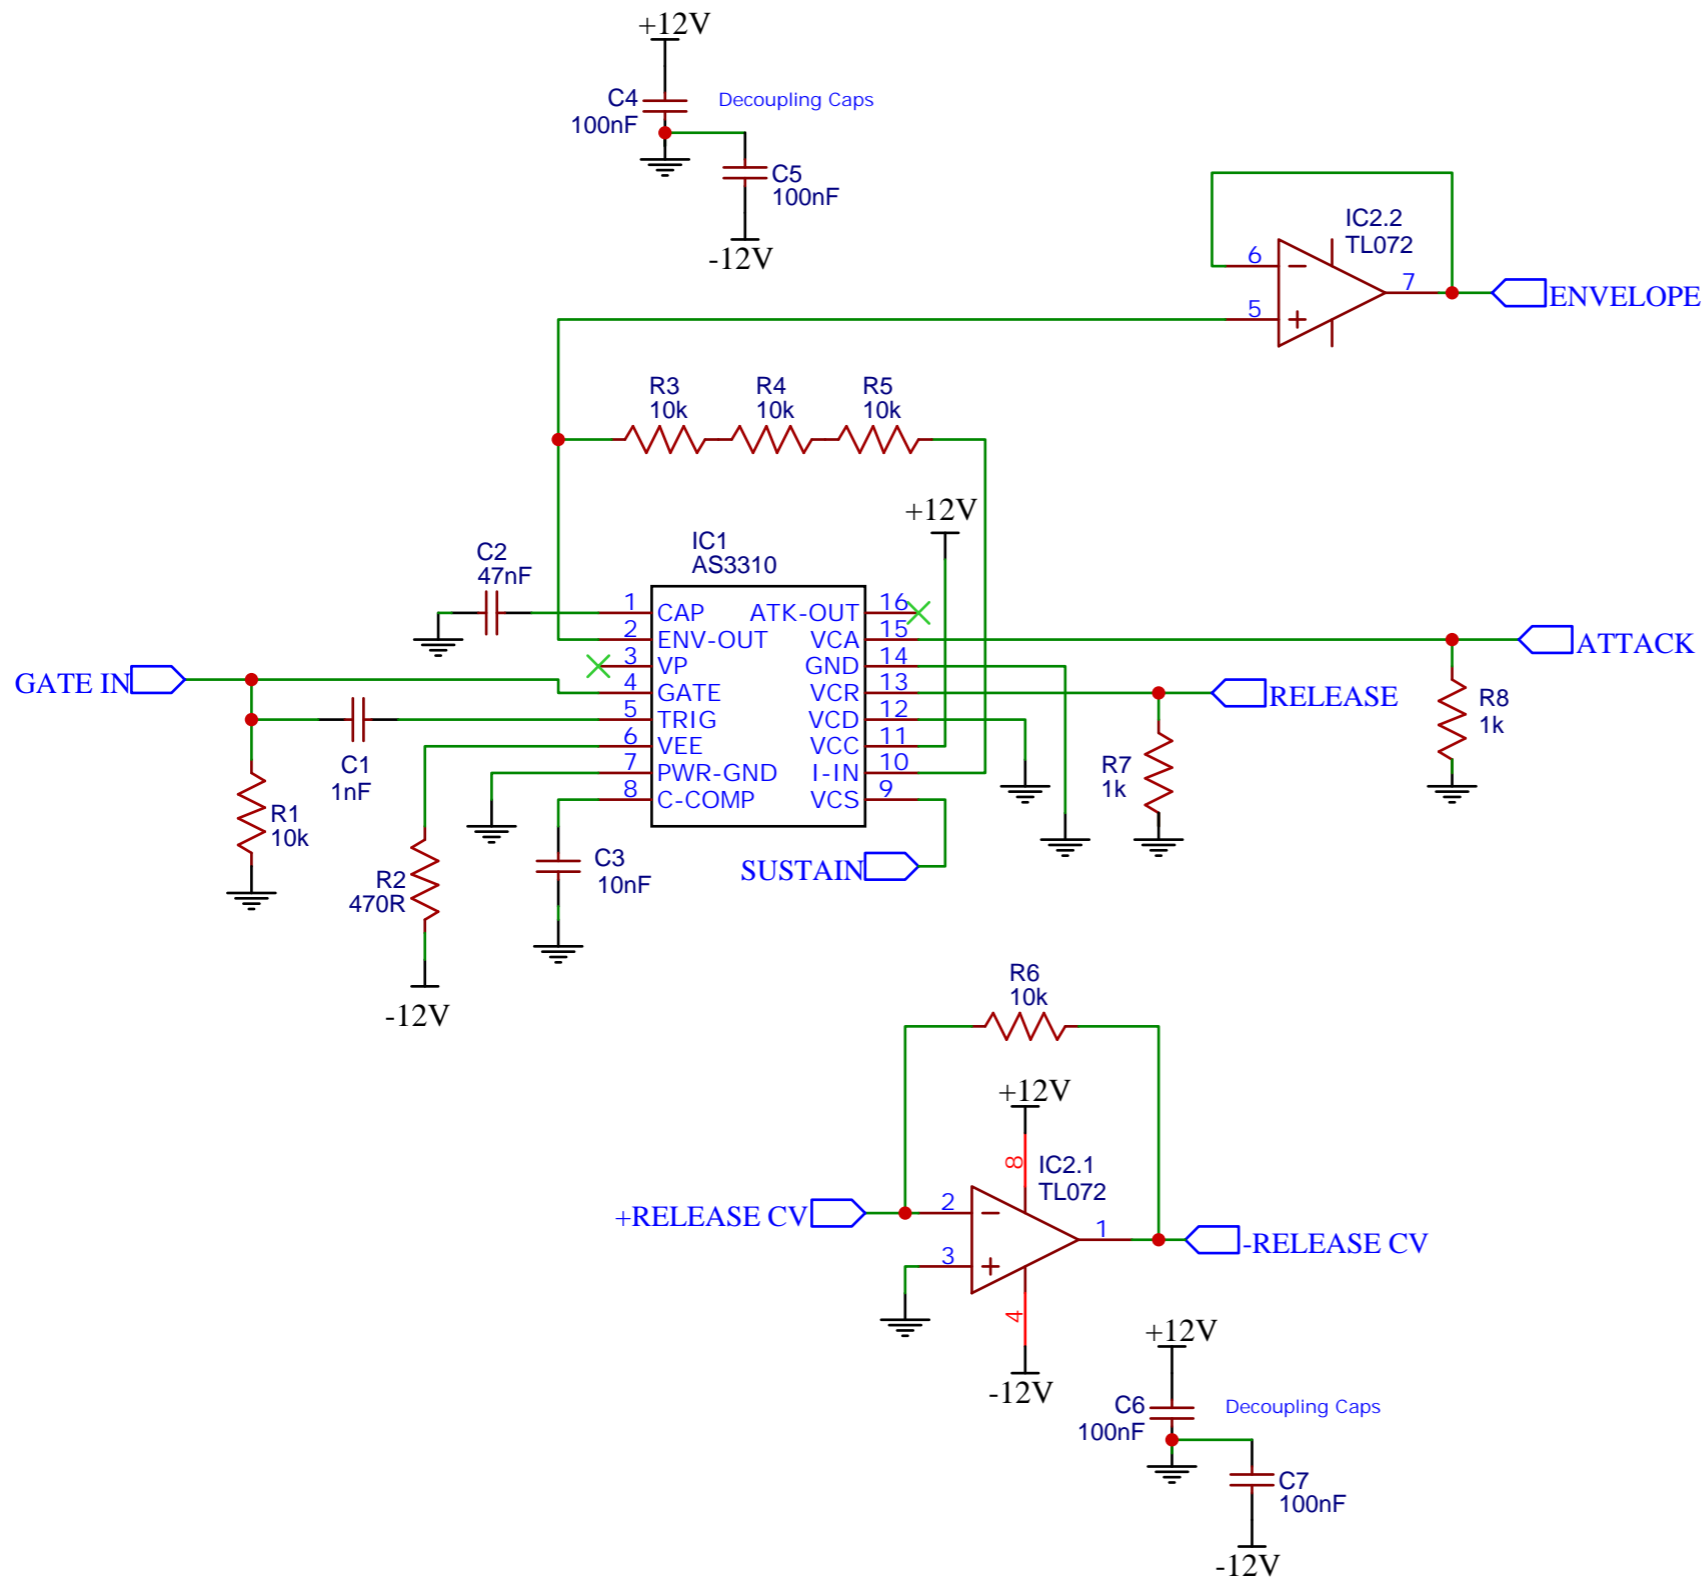 +12V
C4
100nF
Decoupling Caps
C5
100nF
-12V
IC2.2
TL072
6
7
5
ENVELOPE
R3
10k
R4
10k
R5
10k
+12V
IC1
AS3310
C2
47nF
1
CAP
ATK-OUT
16
2
ENV-OUT
VCA
15
ATTACK
3
VP
GND
14
GATE IN
4
GATE
VCR
13
RELEASE
5
TRIG
VCD
12
6
VEE
VCC
11
7
PWR-GND
I-IN
10
8
C-COMP
VCS
9
R8
1k
R7
1k
C1
1nF
R1
10k
R2
470R
C3
10nF
SUSTAIN
-12V
R6
10k
+12V
8
IC2.1
TL072
+RELEASE CV
2
1
-RELEASE CV
3
4
-12V
+12V
C6
100nF
Decoupling Caps
C7
100nF
-12V